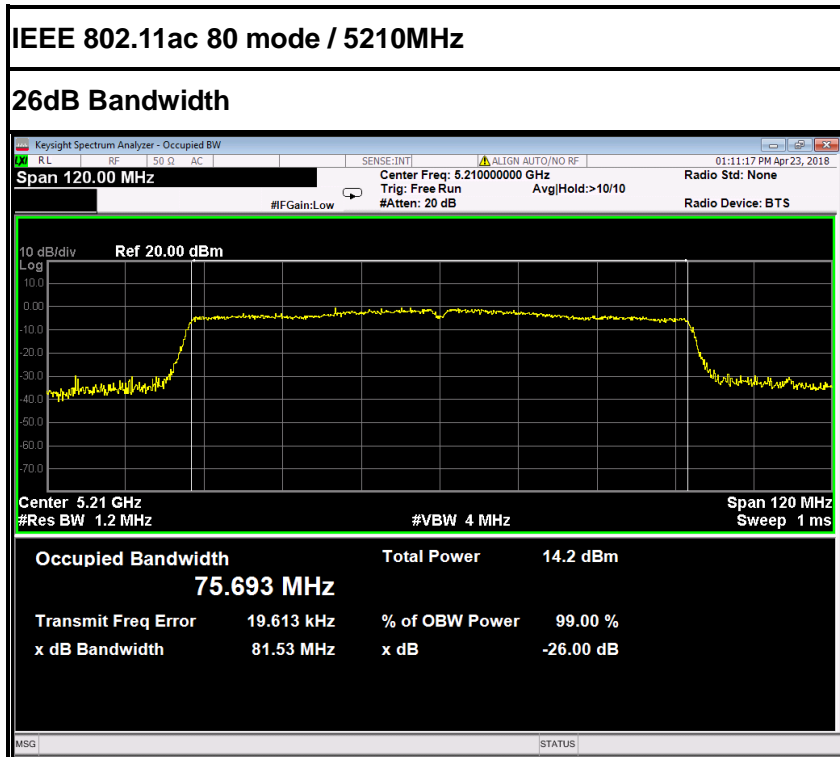 IEEE 802.11ac 80 mode / 5210MHz
26dB Bandwidth
Keysight Spectrum Analyzer - Occupied BW
RL RF 50 Ω AC SENSE:INT ALIGN AUTO/NO RF 01:11:17 PM Apr 23, 2018
Span 120.00 MHz Center Freq: 5.210000000 GHz Radio Std: None
Trig: Free Run Avg|Hold:>10/10
#IFGain:Low #Atten: 20 dB Radio Device: BTS
10 dB/div Ref 20.00 dBm
Log
10.0
0.00
-10.0
-20.0
-30.0
-40.0
-50.0
-60.0
-70.0
Center 5.21 GHz Span 120 MHz
#Res BW 1.2 MHz #VBW 4 MHz Sweep 1 ms
Occupied Bandwidth Total Power 14.2 dBm
75.693 MHz
Transmit Freq Error 19.613 kHz % of OBW Power 99.00 %
x dB Bandwidth 81.53 MHz x dB -26.00 dB
MSG STATUS